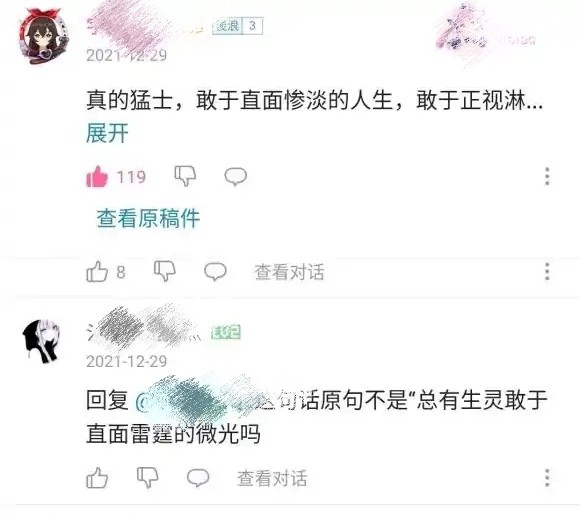 爱浪 3
2021-12-29
真的猛士，敢于直面惨淡的人生，敢于正视淋...
展开
119
查看原稿件
8 查看对话
LV2
2021-12-29
回复 @ 这句话原句不是“总有生灵敢于
直面雷霆的微光吗
查看对话